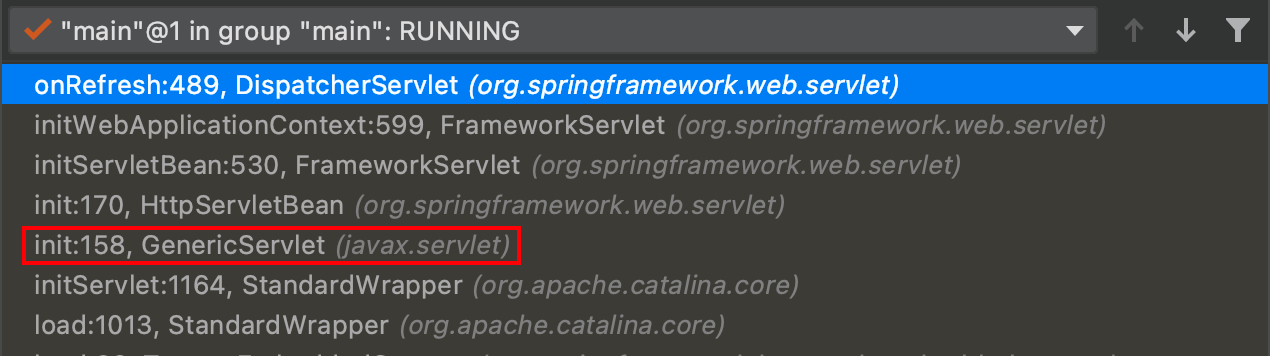 "main"@1 in group "main": RUNNING
onRefresh:489, DispatcherServlet (org.springframework.web.servlet)
initWebApplicationContext:599, FrameworkServlet (org.springframework.web.servlet)
initServletBean:530, FrameworkServlet (org.springframework.web.servlet)
init:170, HttpServletBean (org.springframework.web.servlet)
init:158, GenericServlet (javax.servlet)
initServlet:1164, StandardWrapper (org.apache.catalina.core)
load:1013, StandardWrapper (org.apache.catalina.core)